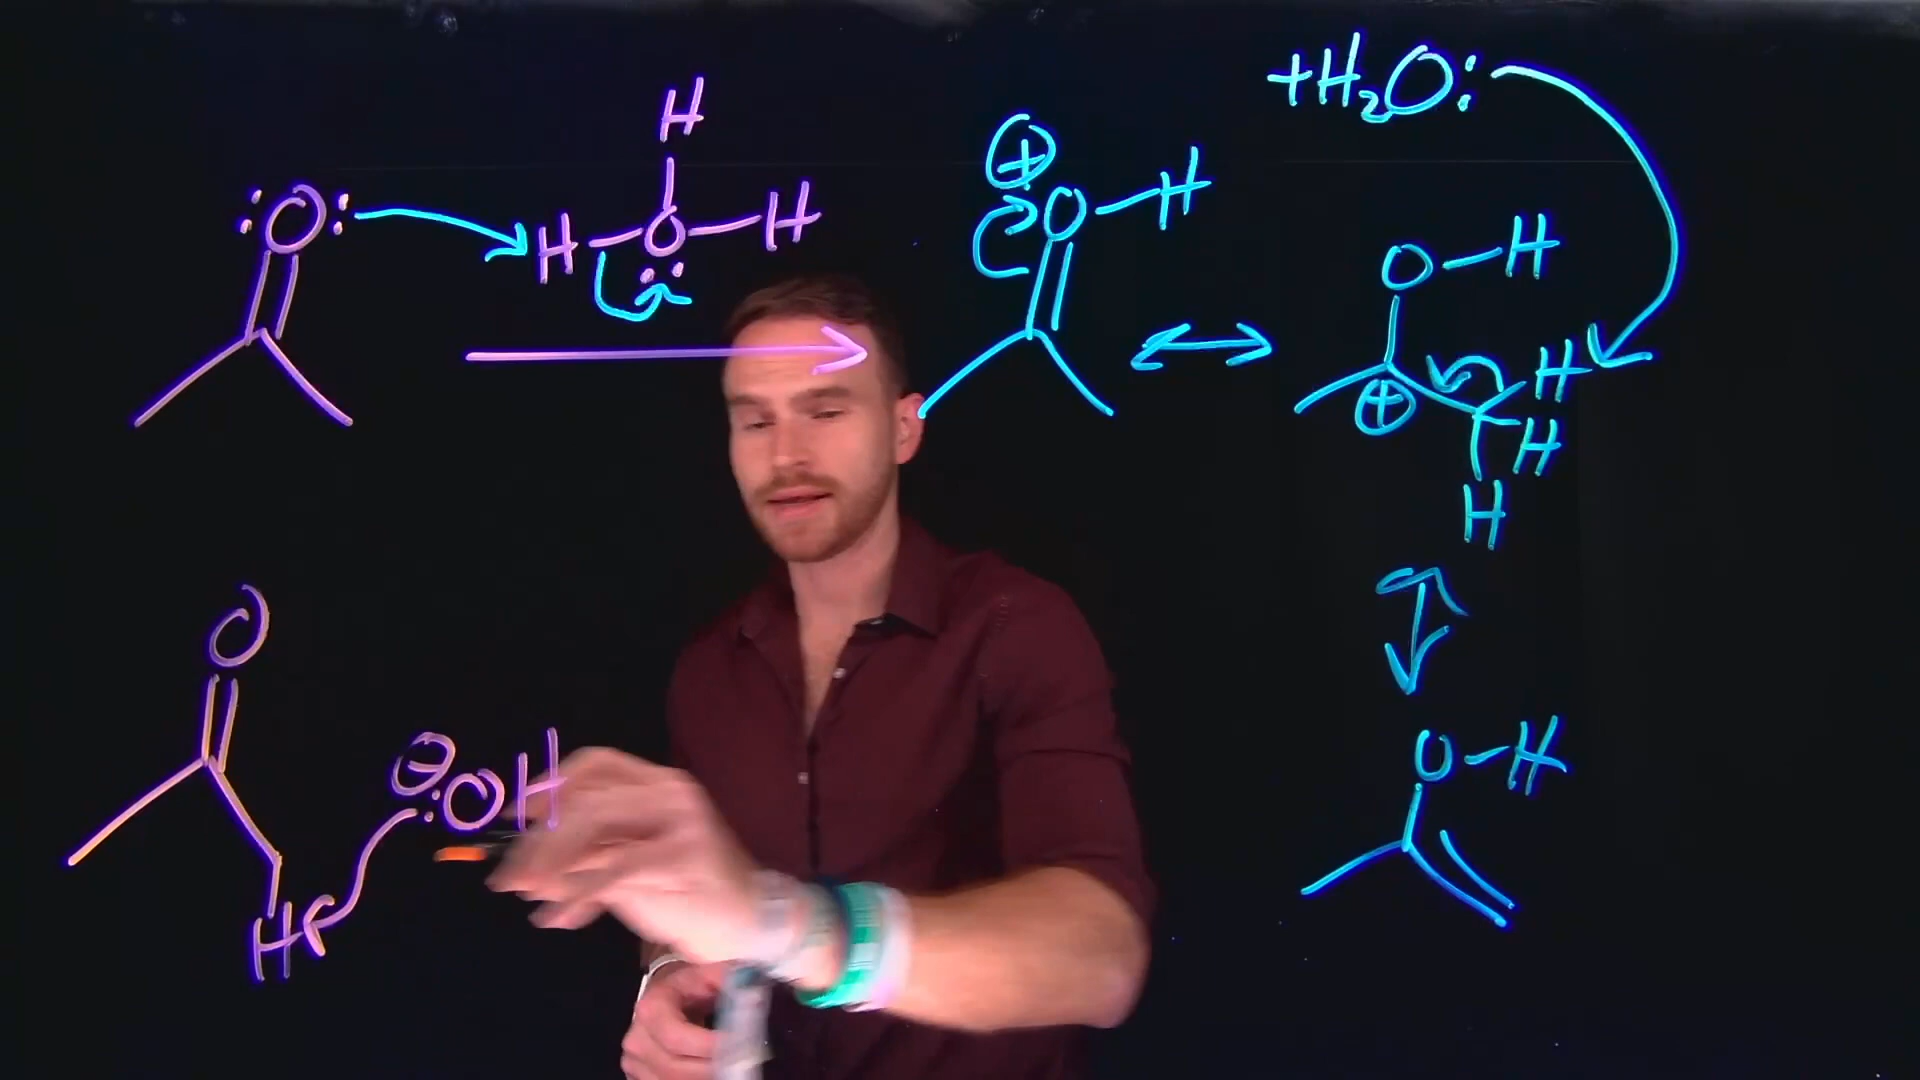 +H₂O:
H
⊕
:O: H-O-H O-H
O-H
⊕ H
H
H
O
O-H
⊖
:OH
H